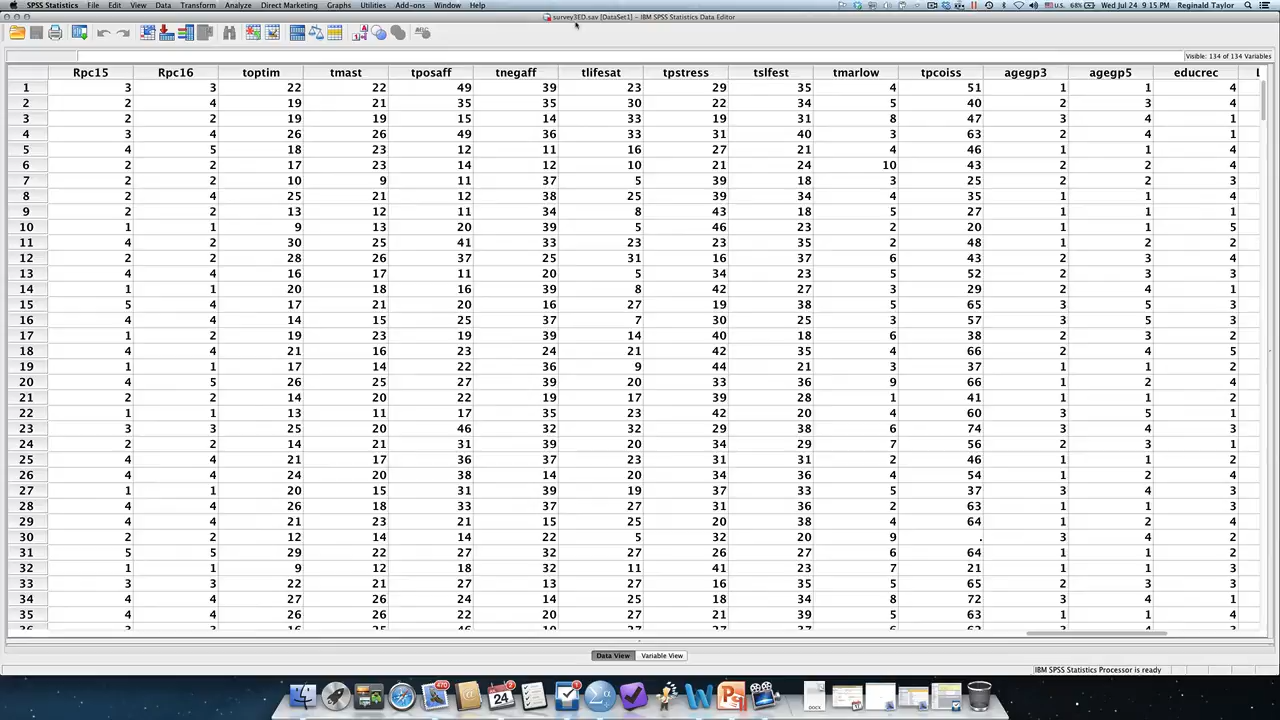 SPSS Statistics File Edit View Data Transform Analyze Direct Marketing Graphs Utilities Add-ons Window Help U.S. 68% Wed Jul 24 9:15 PM Reginald Taylor
survey3ED.sav [DataSet1] – IBM SPSS Statistics Data Editor
Visible: 134 of 134 Variables
Rpc15 Rpc16 toptim tmast tposaff tnegaff tlifesat tpstress tslfest tmarlow tpcoiss agegp3 agegp5 educrec
1 3 3 22 22 49 39 23 29 35 4 51 1 1 4
2 2 4 19 21 35 35 30 22 34 5 40 2 3 4
3 2 2 19 19 15 14 33 19 31 8 47 3 4 1
4 3 4 26 26 49 36 33 31 40 3 63 2 4 1
5 4 5 18 23 12 11 16 27 21 4 46 1 1 4
6 2 2 17 23 14 12 10 21 24 10 43 2 2 4
7 2 2 10 9 11 37 5 39 18 3 25 2 2 3
8 2 4 25 21 12 38 25 39 34 4 35 1 1 4
9 2 2 13 12 11 34 8 43 18 5 27 1 1 1
10 1 1 9 13 20 39 5 46 23 2 20 1 1 5
11 4 2 30 25 41 33 23 23 35 2 48 1 2 2
12 2 2 28 26 37 25 31 16 37 6 43 2 3 4
13 4 4 16 17 11 20 5 34 23 5 52 2 3 3
14 1 1 20 18 16 39 8 42 27 3 29 2 4 1
15 5 4 17 21 20 16 27 19 38 5 65 3 5 3
16 4 4 14 15 25 37 7 30 25 3 57 3 5 3
17 1 2 19 23 19 39 14 40 18 6 38 2 3 2
18 4 4 21 16 23 24 21 42 35 4 66 2 4 5
19 1 1 17 14 22 36 9 44 21 3 37 1 1 2
20 4 5 26 25 27 39 20 33 36 9 66 1 2 4
21 2 2 14 20 22 19 17 39 28 1 41 1 1 2
22 1 1 13 11 17 35 23 42 20 4 60 3 5 1
23 3 3 25 20 46 32 32 29 38 6 74 3 4 3
24 2 2 14 21 31 39 20 34 29 7 56 2 3 1
25 4 4 21 17 36 37 23 31 31 2 46 1 1 2
26 4 4 24 20 38 14 20 34 36 4 54 1 2 4
27 1 1 20 15 31 39 19 37 33 5 37 3 4 3
28 4 4 26 18 33 37 27 31 36 2 63 1 1 3
29 4 4 21 23 21 15 25 20 38 4 64 1 2 4
30 2 2 12 14 14 22 5 32 20 9 . 3 4 2
31 5 5 29 22 27 32 27 26 27 6 64 1 1 2
32 1 1 9 12 18 32 11 41 23 7 21 1 1 3
33 3 3 22 21 27 13 27 16 35 5 65 2 3 3
34 4 4 27 26 24 14 25 18 34 8 72 3 4 1
35 4 4 26 26 22 20 27 21 39 5 63 1 1 4
Data View Variable View
IBM SPSS Statistics Processor is ready